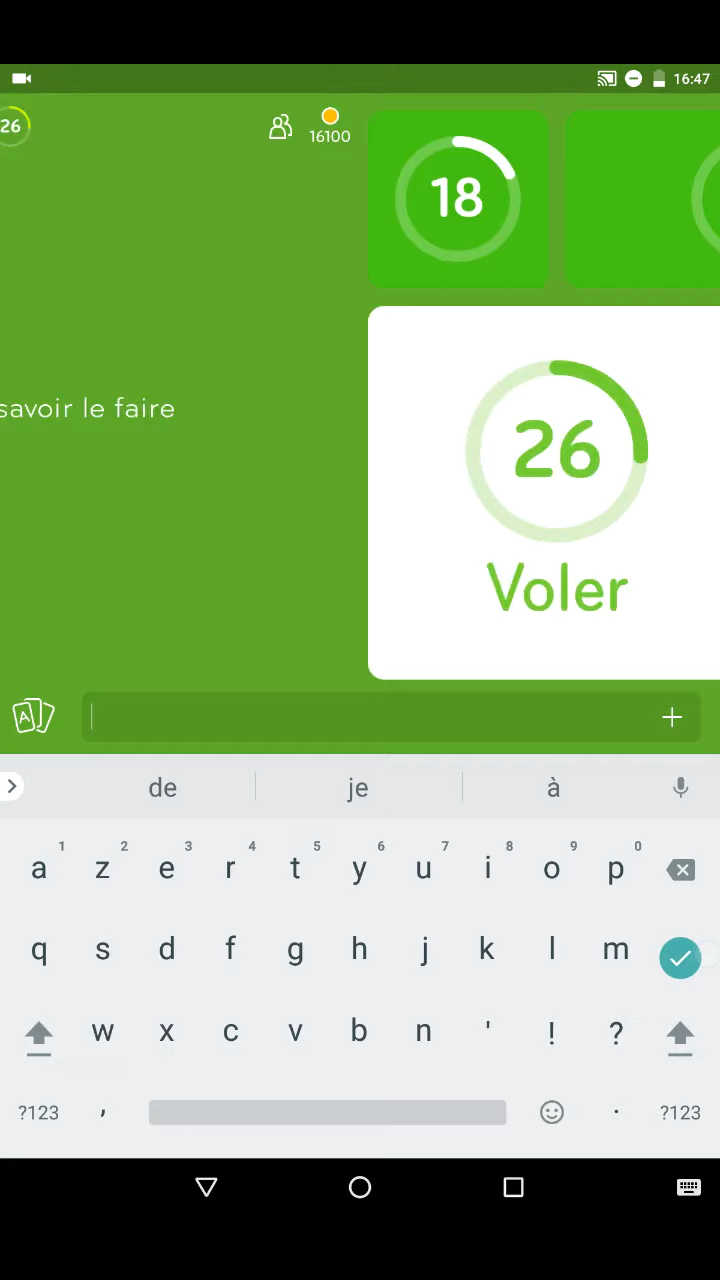 16:47
26
16100
18
savoir le faire
26
Voler
A
de je à
1 2 3 4 5 6 7 8 9 0
a z e r t y u i o p
q s d f g h j k l m
w x c v b n ' ! ?
?123 , . ?123